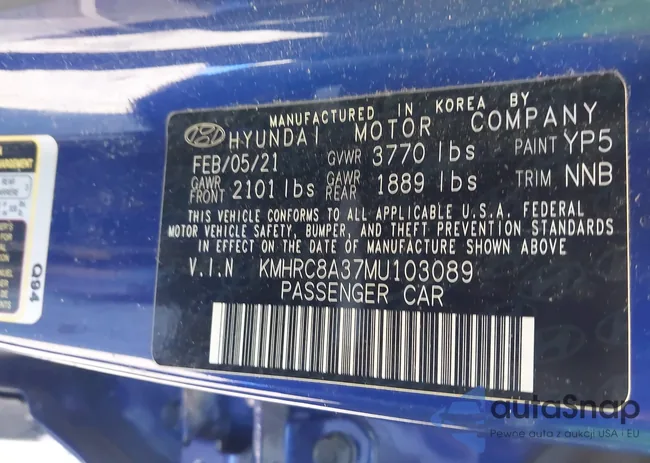 MANUFACTURED IN KOREA BY
HYUNDAI MOTOR COMPANY
FEB/05/21 GVWR 3770 lbs PAINT YP5
GAWR FRONT 2101 lbs GAWR REAR 1889 lbs TRIM NNB
THIS VEHICLE CONFORMS TO ALL APPLICABLE U.S.A. FEDERAL
MOTOR VEHICLE SAFETY, BUMPER, AND THEFT PREVENTION STANDARDS
IN EFFECT ON THE DATE OF MANUFACTURE SHOWN ABOVE
V.I.N KMHRC8A37MU103089
PASSENGER CAR
Q94
autaSnap
Pewne auta z aukcji USA • EU